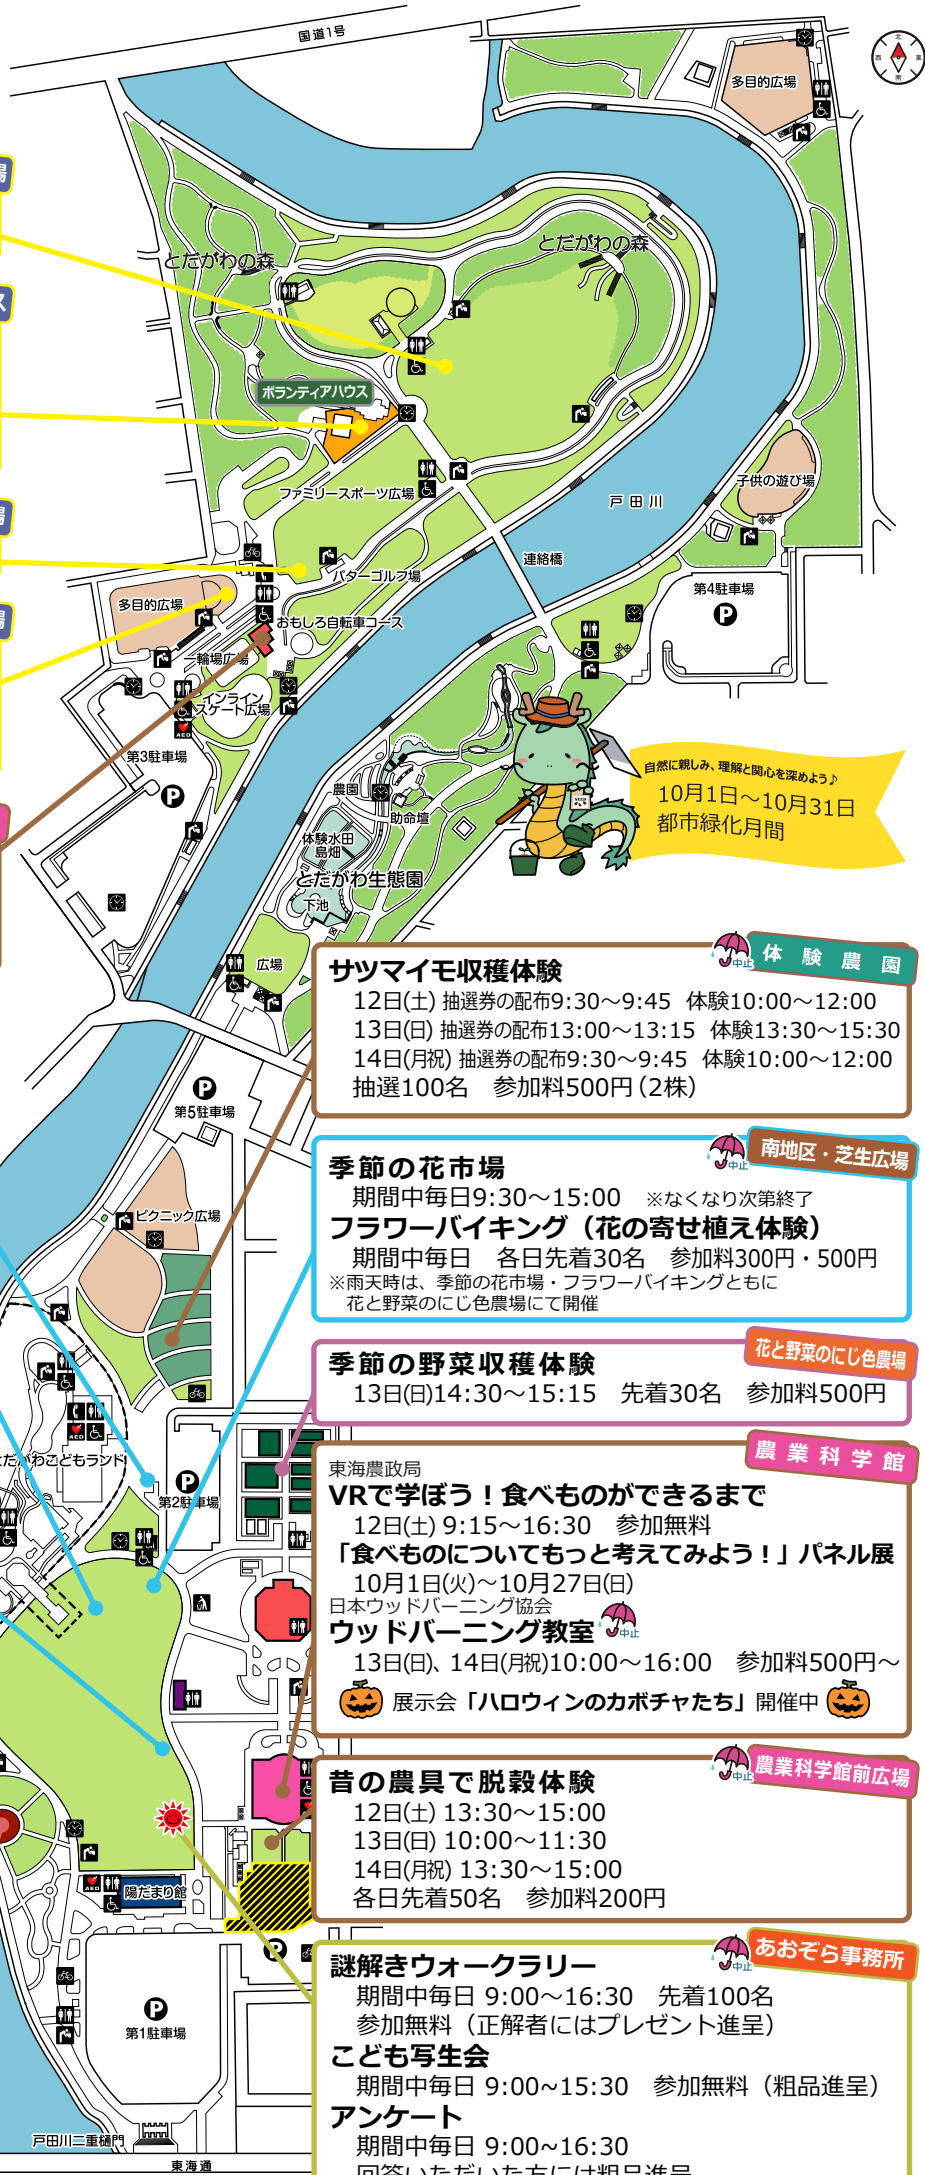 国道1号
北
西
東
南
多目的広場
場
とだがわの森
とだがわの森
ス
ボランティアハウス
ファミリースポーツ広場
子供の遊び場
戸田川
場
連絡橋
パターゴルフ場
第4駐車場
P
多目的広場
場
おもしろ自転車コース
一輪場広場
インライン
スケート広場
AED
第3駐車場
P
農園
助命壇
体験水田
島畑
とだがわ生態園
下池
広場
自然に親しみ、理解と関心を深めよう♪
10月1日～10月31日
都市緑化月間
体験農園
中止
サツマイモ収穫体験
12日(土) 抽選券の配布9:30～9:45 体験10:00～12:00
13日(日) 抽選券の配布13:00～13:15 体験13:30～15:30
14日(月祝) 抽選券の配布9:30～9:45 体験10:00～12:00
抽選100名 参加料500円(2株)
P
第5駐車場
ピクニック広場
南地区・芝生広場
中止
季節の花市場
期間中毎日9:30～15:00 ※なくなり次第終了
フラワーバイキング（花の寄せ植え体験）
期間中毎日 各日先着30名 参加料300円・500円
※雨天時は、季節の花市場・フラワーバイキングともに
花と野菜のにじ色農場にて開催
花と野菜のにじ色農場
季節の野菜収穫体験
13日(日)14:30～15:15 先着30名 参加料500円
AED
とだがわこどもランド
P
第2駐車場
農業科学館
東海農政局
VRで学ぼう！食べものができるまで
12日(土) 9:15～16:30 参加無料
「食べものについてもっと考えてみよう！」パネル展
10月1日(火)～10月27日(日)
日本ウッドバーニング協会
ウッドバーニング教室
中止
13日(日)、14日(月祝)10:00～16:00 参加料500円～
展示会「ハロウィンのカボチャたち」開催中
農業科学館前広場
中止
昔の農具で脱穀体験
12日(土) 13:30～15:00
13日(日) 10:00～11:30
14日(月祝) 13:30～15:00
各日先着50名 参加料200円
AED
陽だまり館
P
P
第1駐車場
あおぞら事務所
中止
謎解きウォークラリー
期間中毎日 9:00～16:30 先着100名
参加無料（正解者にはプレゼント進呈）
こども写生会
期間中毎日 9:00~15:30 参加無料（粗品進呈）
アンケート
期間中毎日 9:00~16:30
回答いただいた方には粗品進呈
戸田川二重樋門
東海通